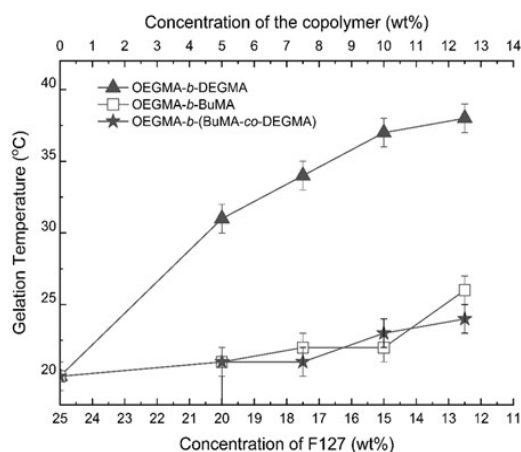 Concentration of the copolymer (wt%)
0 1 2 3 4 5 6 7 8 9 10 11 12 13 14
OEGMA-b-DEGMA
OEGMA-b-BuMA
OEGMA-b-(BuMA-co-DEGMA)
Gelation Temperature (°C)
40
35
30
25
20
25 24 23 22 21 20 19 18 17 16 15 14 13 12 11
Concentration of F127 (wt%)